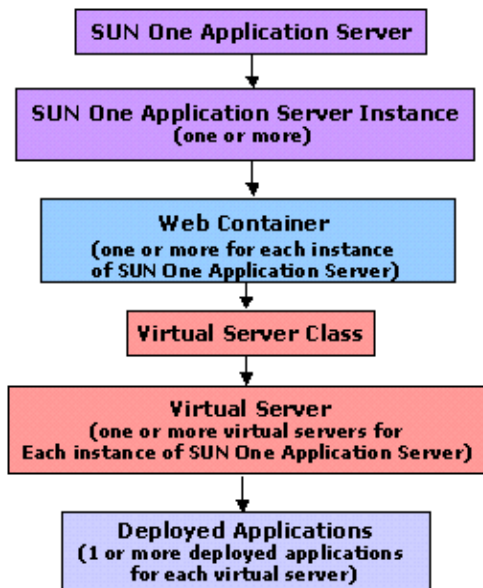 SUN One Application Server
SUN One Application Server Instance
(one or more)
Web Container
(one or more for each instance
of SUN One Application Server)
Virtual Server Class
Virtual Server
(one or more virtual servers for
Each instance of SUN One Application Server)
Deployed Applications
(1 or more deployed applications
for each virtual server)